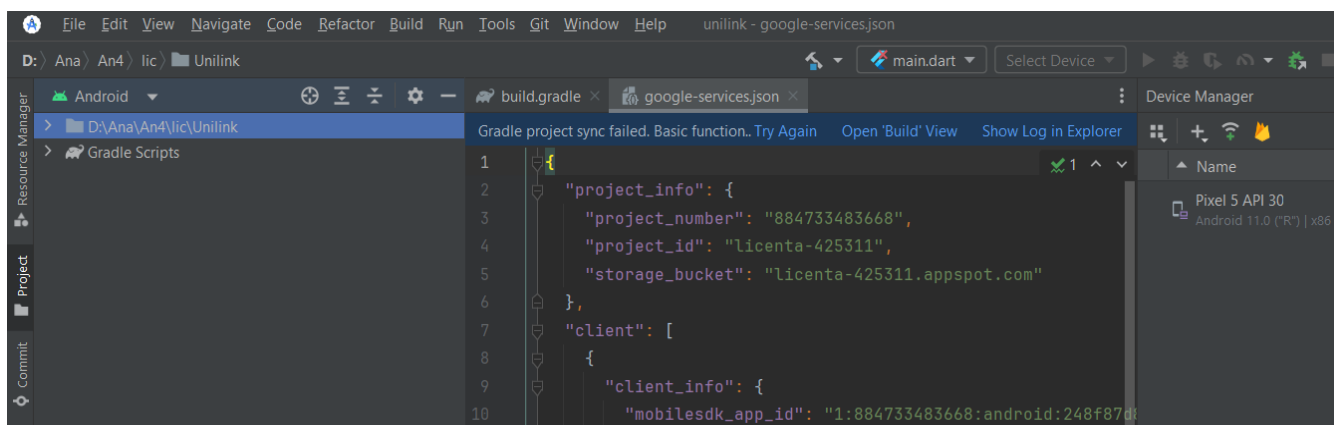 File Edit View Navigate Code Refactor Build Run Tools Git Window Help unilink - google-services.json
D: Ana An4 lic Unilink main.dart Select Device
Android
build.gradle
google-services.json
Device Manager
Resource Manager
Project
Commit
D:\Ana\An4\lic\Unilink
Gradle Scripts
Gradle project sync failed. Basic function.. Try Again Open 'Build' View Show Log in Explorer
1 { 1
2 "project_info": {
3 "project_number": "884733483668",
4 "project_id": "licenta-425311",
5 "storage_bucket": "licenta-425311.appspot.com"
6 },
7 "client": [
8 {
9 "client_info": {
10 "mobilesdk_app_id": "1:884733483668:android:248f87d
Name
Pixel 5 API 30
Android 11.0 ("R") | x86